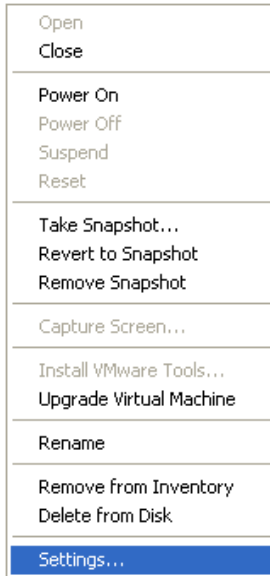 Open
Close
Power On
Power Off
Suspend
Reset
Take Snapshot...
Revert to Snapshot
Remove Snapshot
Capture Screen...
Install VMware Tools...
Upgrade Virtual Machine
Rename
Remove from Inventory
Delete from Disk
Settings...